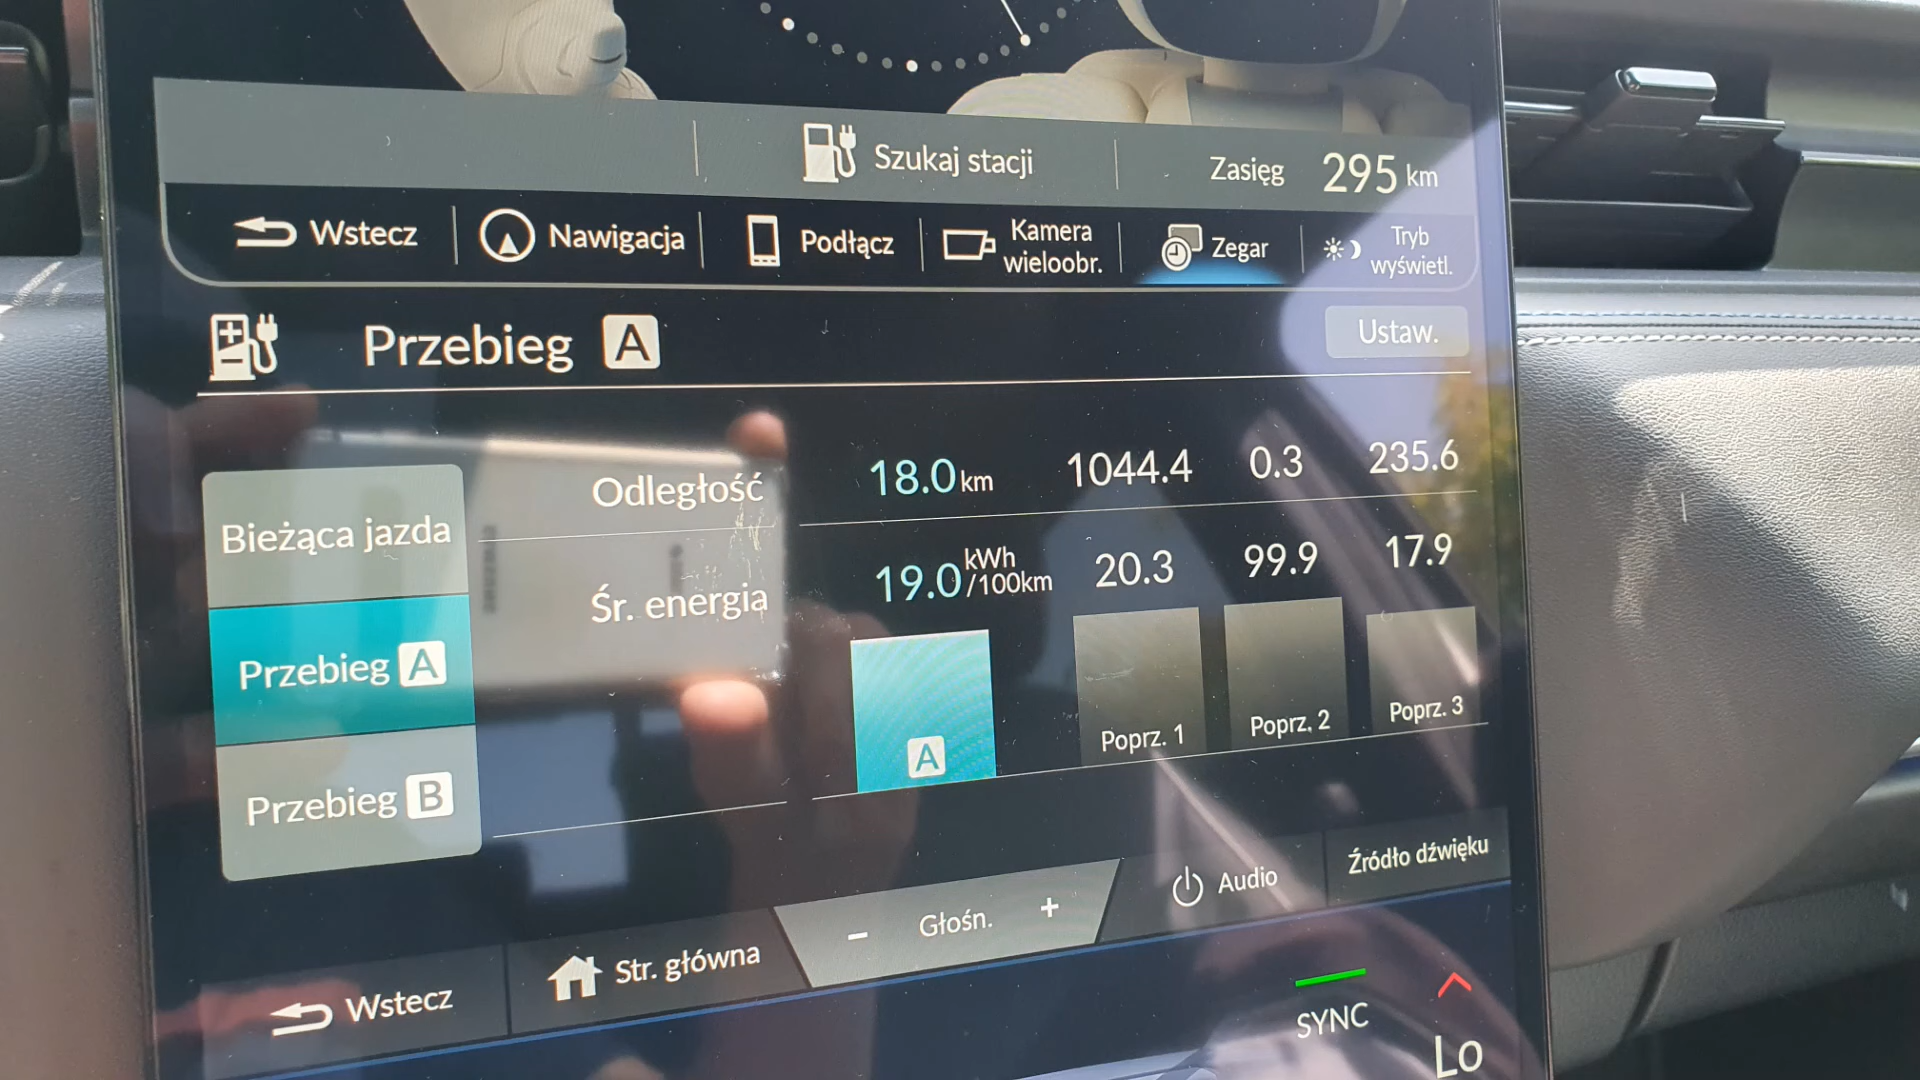 Szukaj stacji
Zasięg 295 km
Wstecz
Nawigacja
Podłącz
Kamera
wieloobr.
Zegar
Tryb
wyświetl.
Przebieg A
Ustaw.
Bieżąca jazda
Przebieg A
Przebieg B
Odległość 18.0 km 1044.4 0.3 235.6
Śr. energia 19.0 kWh/100km 20.3 99.9 17.9
A Poprz. 1 Poprz. 2 Poprz. 3
Wstecz
Str. główna
- Głośn. +
Audio
Źródło dźwięku
SYNC
Lo